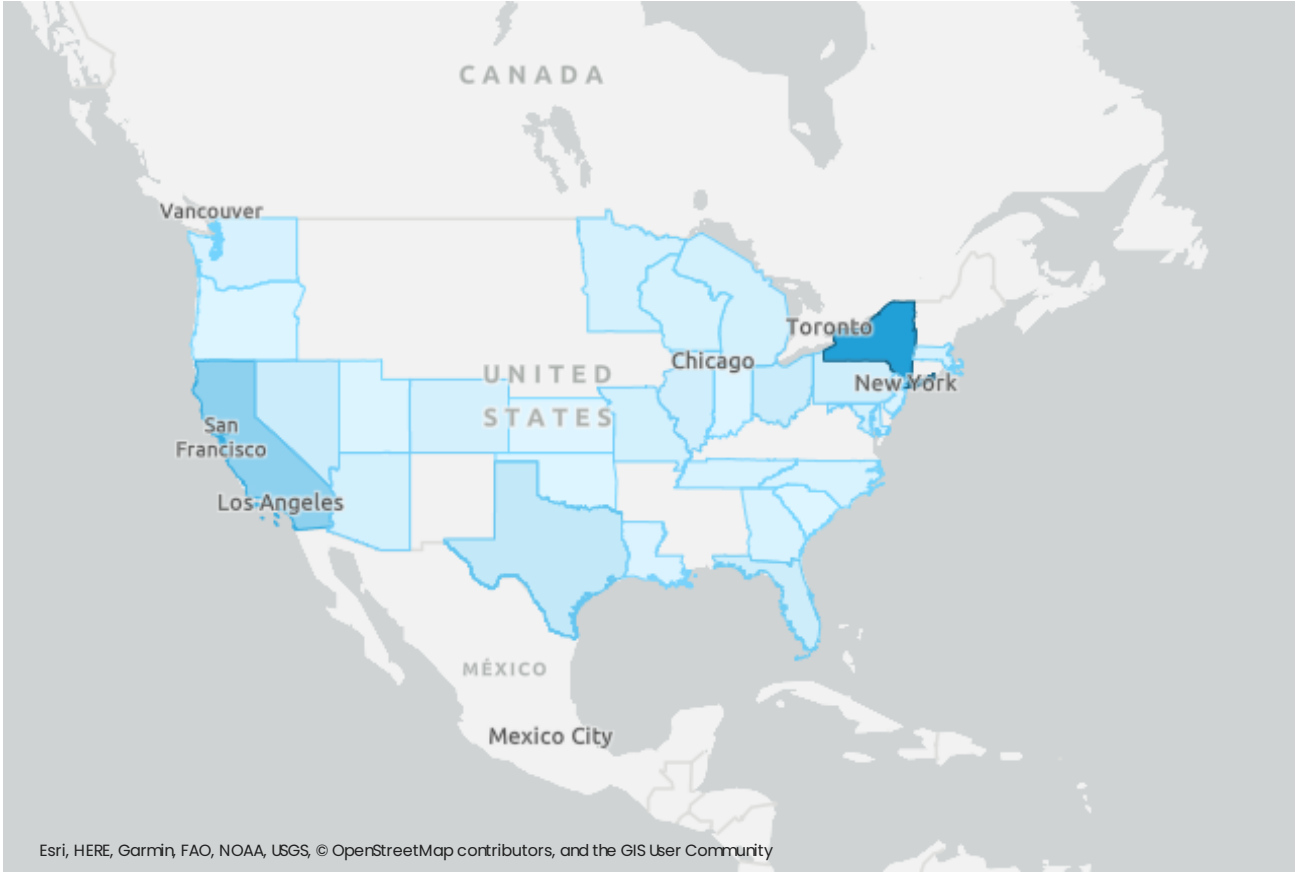 CANADA
Vancouver
Toronto
Chicago
UNITED
STATES
New York
San
Francisco
Los Angeles
MÉXICO
Mexico City
Esri, HERE, Garmin, FAO, NOAA, USGS, © OpenStreetMap contributors, and the GIS User Community